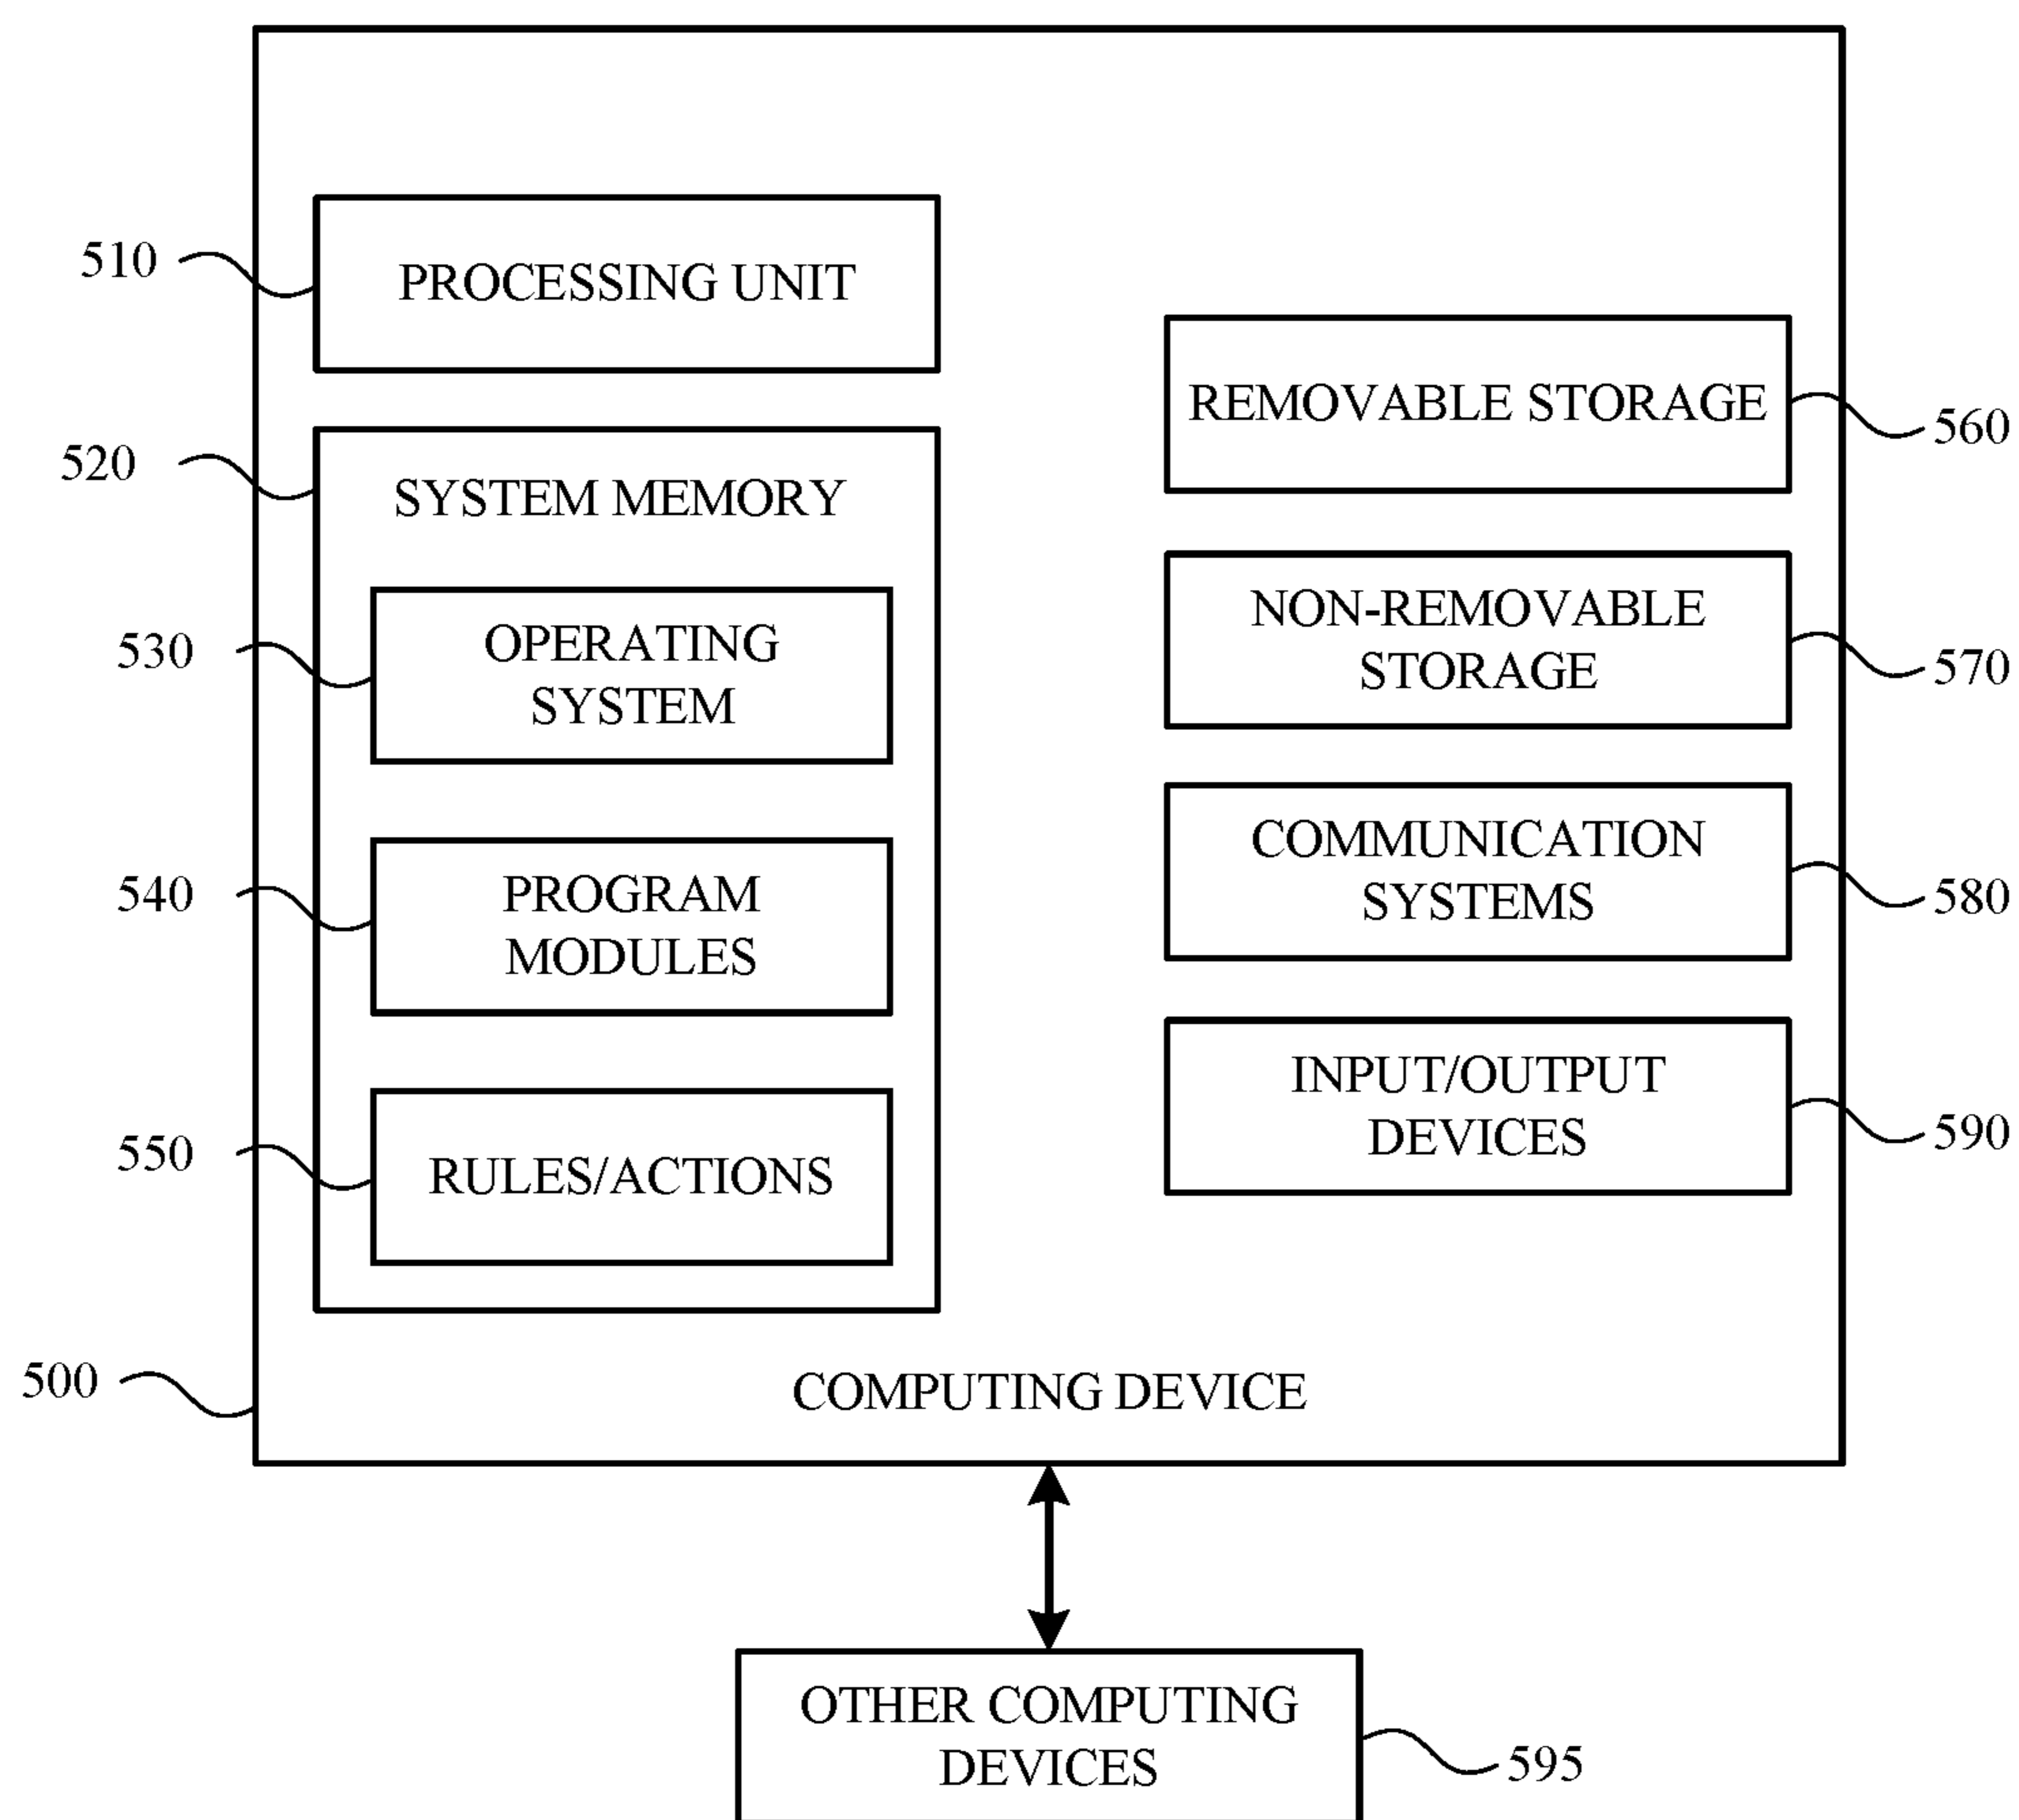 510
PROCESSING UNIT
520
SYSTEM MEMORY
530
OPERATING
SYSTEM
540
PROGRAM
MODULES
550
RULES/ACTIONS
REMOVABLE STORAGE
560
NON-REMOVABLE
STORAGE
570
COMMUNICATION
SYSTEMS
580
INPUT/OUTPUT
DEVICES
590
500
COMPUTING DEVICE
OTHER COMPUTING
DEVICES
595